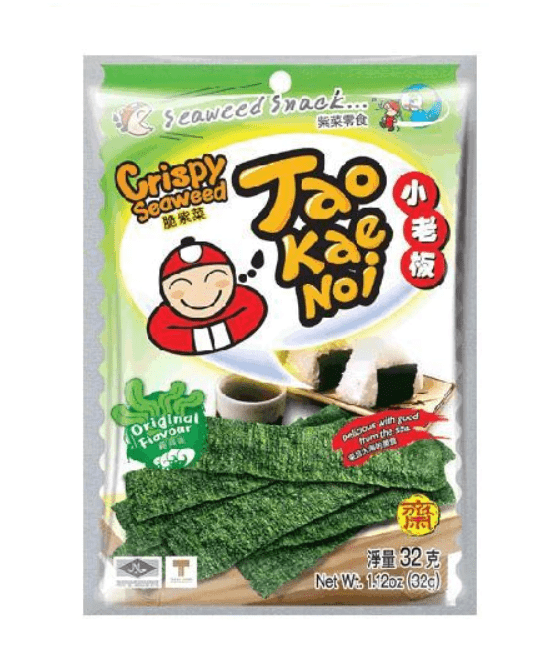 Seaweed Snack...
紫菜零食
Crispy
Seaweed
脆紫菜
Tao
Kae
Noi
小
老
板
Original
Flavour
Delicious with good
from the sea
齋
淨量 32 克
Net Wt. 1.12oz (32g)
T